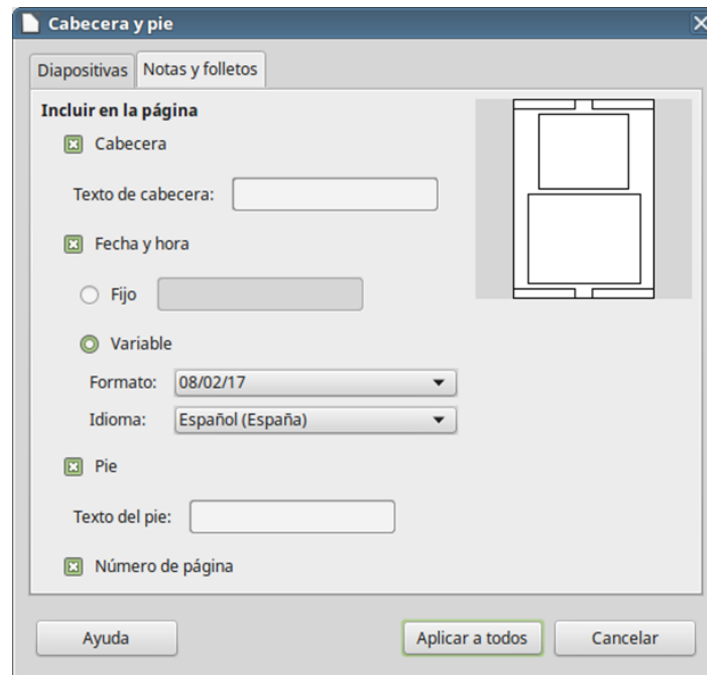 Cabecera y pie
Diapositivas Notas y folletos
Incluir en la página
Cabecera
Texto de cabecera:
Fecha y hora
Fijo
Variable
Formato: 08/02/17
Idioma: Español (España)
Pie
Texto del pie:
Número de página
Ayuda Aplicar a todos Cancelar